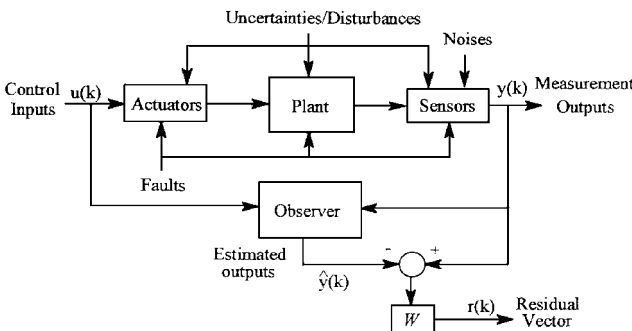 Uncertainties/Disturbances
Noises
Control
Inputs
u(k)
Actuators
Plant
Sensors
y(k)
Measurement
Outputs
Faults
Observer
Estimated
outputs
ŷ(k)
-
+
W
r(k)
Residual
Vector